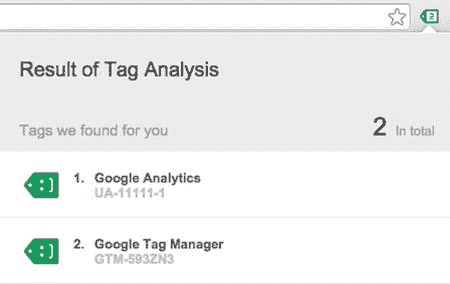 2
Result of Tag Analysis
Tags we found for you 2 In total
1. Google Analytics
UA-11111-1
2. Google Tag Manager
GTM-593ZN3